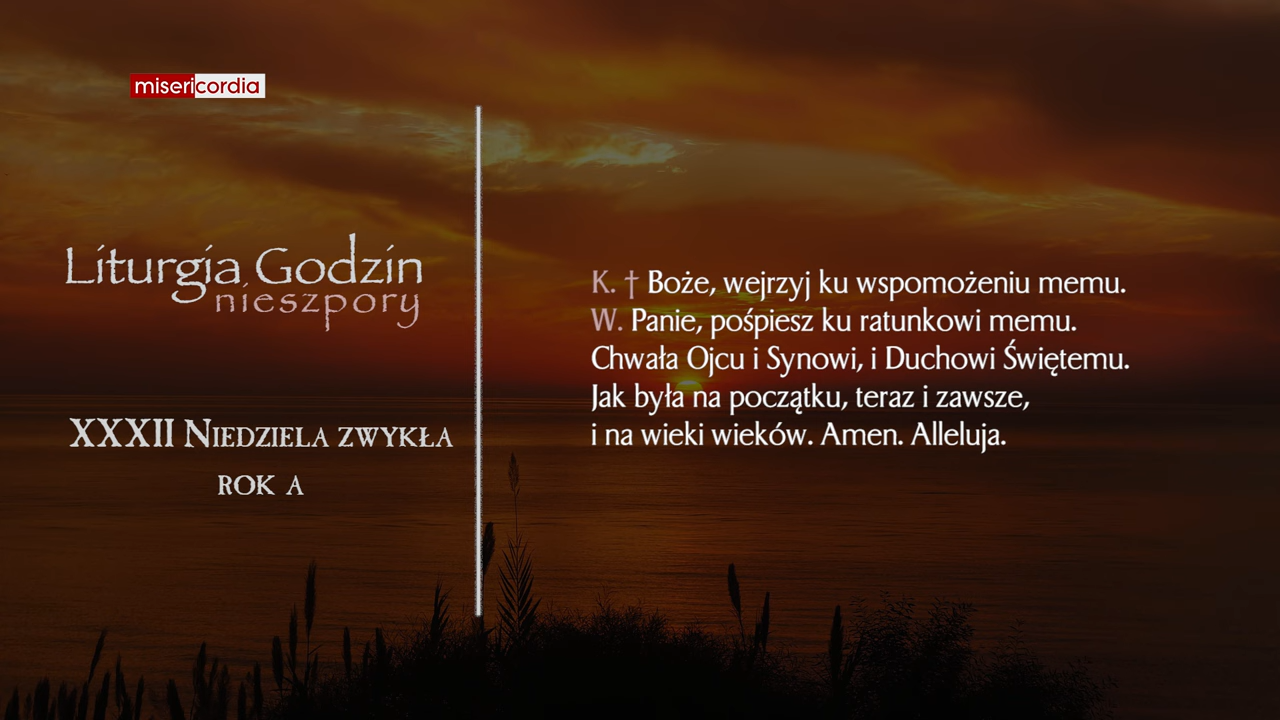 misericordia
Liturgia Godzin
nieszpory
XXXII Niedziela zwykła
rok A
K. † Boże, wejrzyj ku wspomożeniu memu.
W. Panie, pośpiesz ku ratunkowi memu.
Chwała Ojcu i Synowi, i Duchowi Świętemu.
Jak była na początku, teraz i zawsze,
i na wieki wieków. Amen. Alleluja.